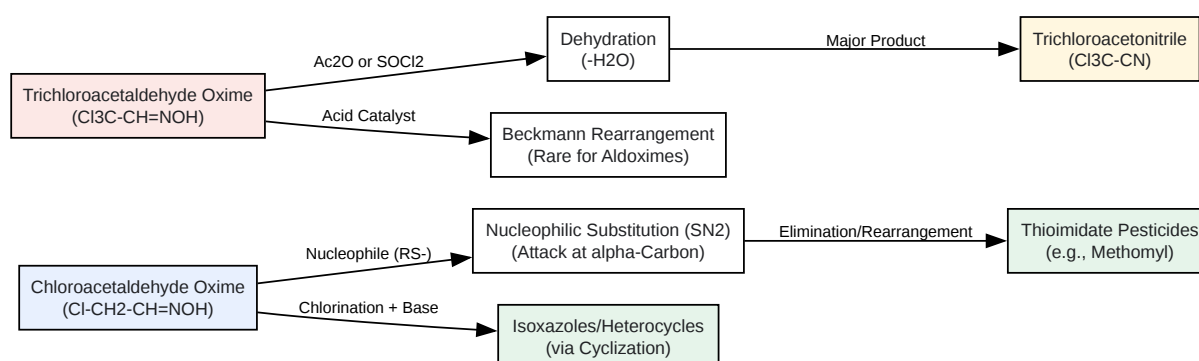 Dehydration
(-H2O)
Major Product
Trichloroacetonitrile
(Cl3C-CN)
Ac2O or SOCl2
Trichloroacetaldehyde Oxime
(Cl3C-CH=NOH)
Acid Catalyst
Beckmann Rearrangement
(Rare for Aldoximes)
Nucleophilic Substitution (SN2)
(Attack at alpha-Carbon)
Elimination/Rearrangement
Thioimidate Pesticides
(e.g., Methomyl)
Nucleophile (RS-)
Chloroacetaldehyde Oxime
(Cl-CH2-CH=NOH)
Chlorination + Base
Isoxazoles/Heterocycles
(via Cyclization)